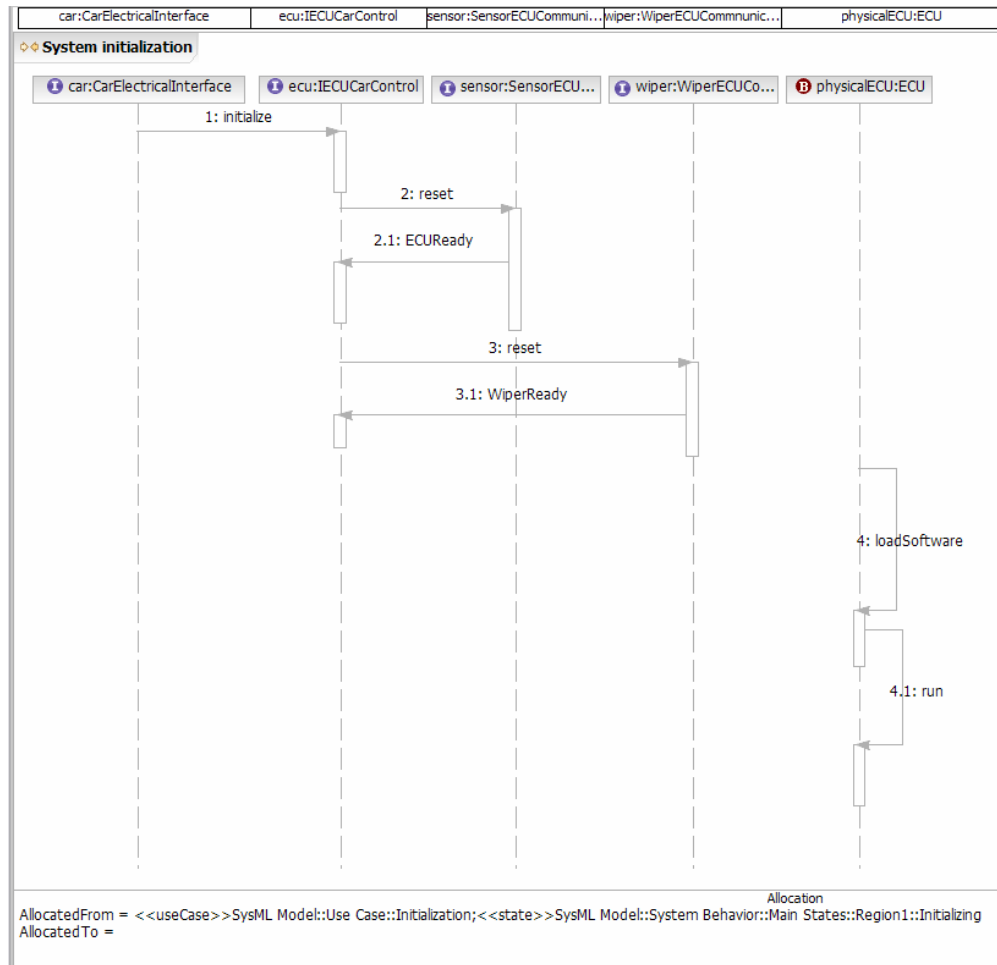 car:CarElectricalInterface ecu:IECUCarControl sensor:SensorECUCommuni... wiper:WiperECUCommnunic... physicalECU:ECU
System initialization
I car:CarElectricalInterface I ecu:IECUCarControl I sensor:SensorECU... I wiper:WiperECUCo... B physicalECU:ECU
1: initialize
2: reset
2.1: ECUReady
3: reset
3.1: WiperReady
4: loadSoftware
4.1: run
Allocation
AllocatedFrom = <<useCase>>SysML Model::Use Case::Initialization;<<state>>SysML Model::System Behavior::Main States::Region1::Initializing
AllocatedTo =